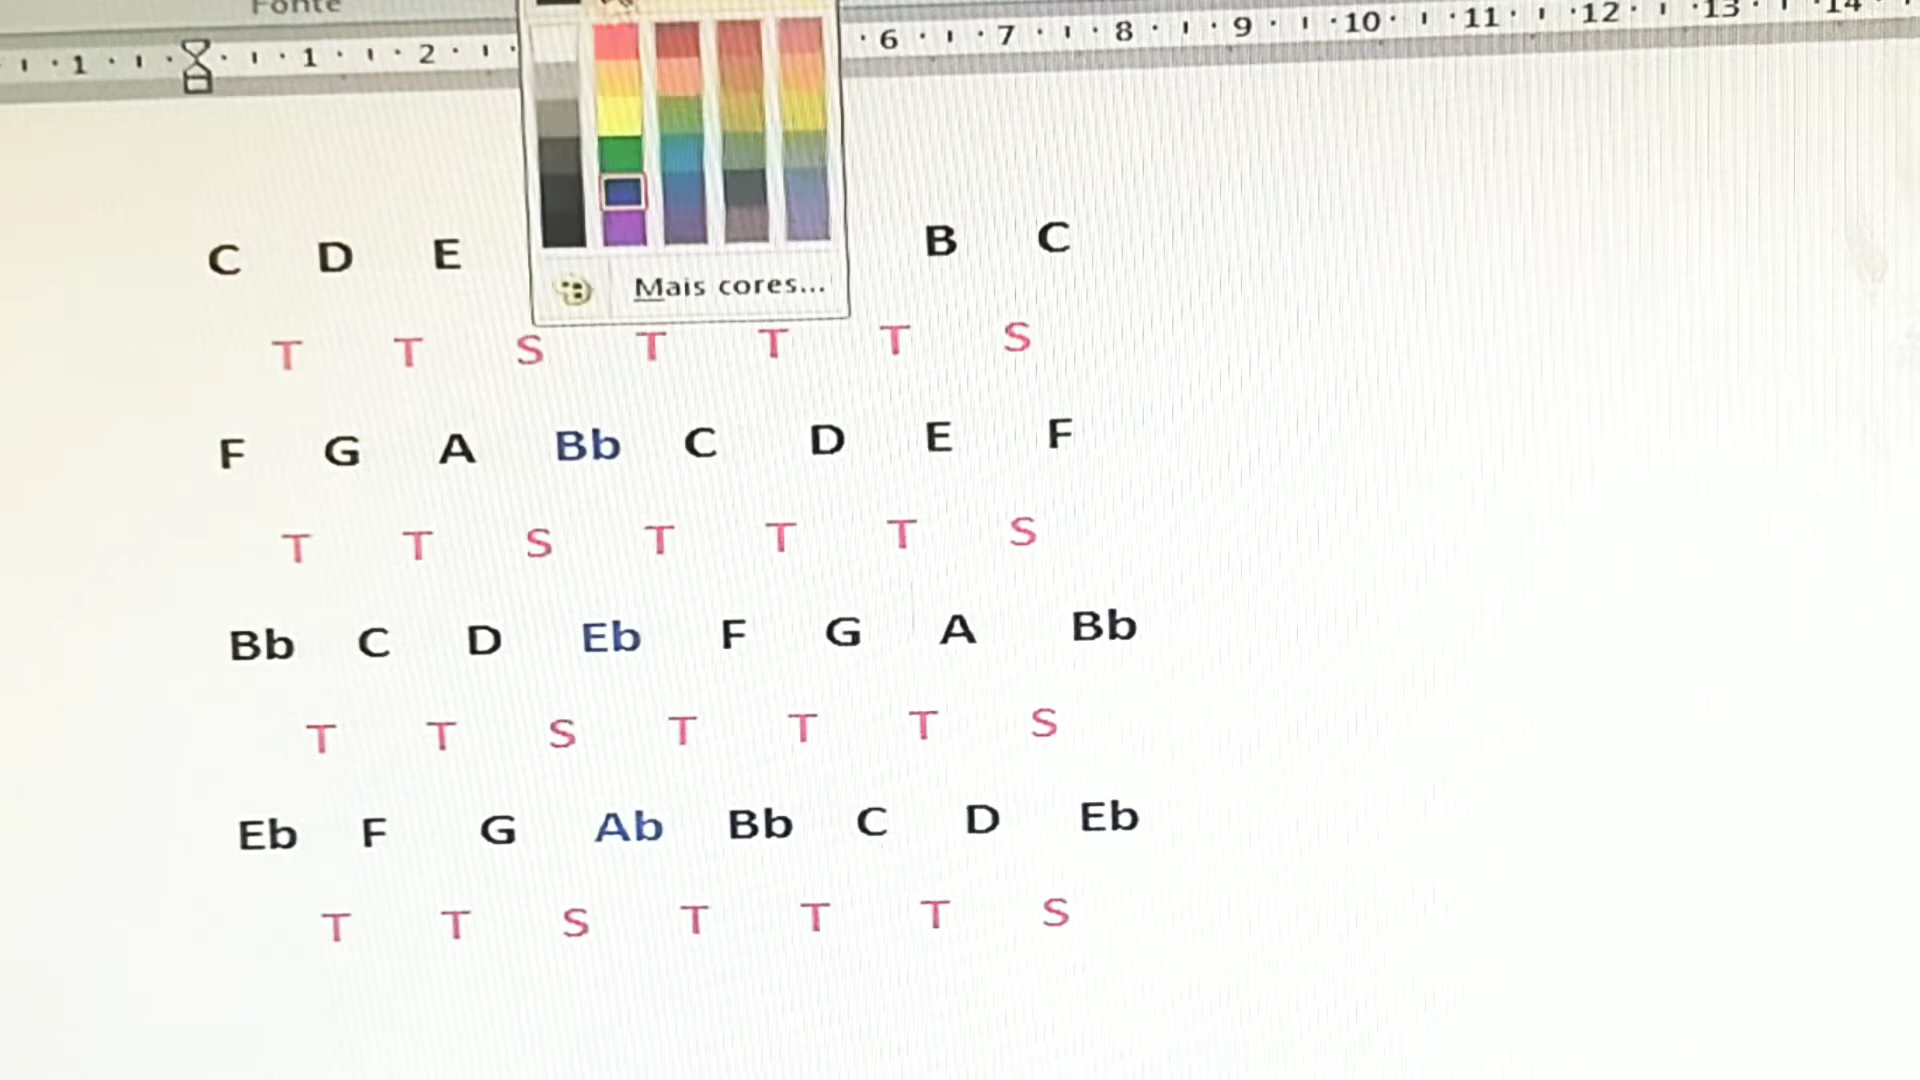 Fonte
1 1 2 6 7 8 9 10 11 12 13 14
C D E B C
Mais cores...
T T S T T T S
F G A Bb C D E F
T T S T T T S
Bb C D Eb F G A Bb
T T S T T T S
Eb F G Ab Bb C D Eb
T T S T T T S